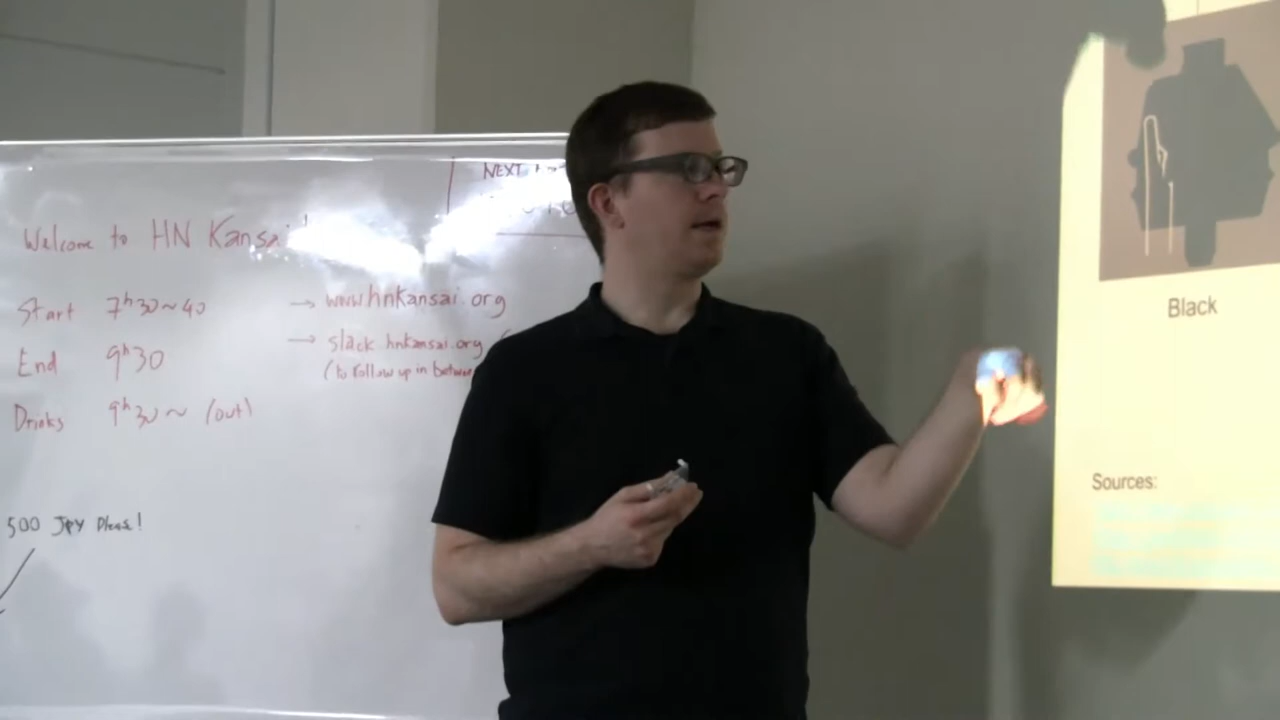 Welcome to HN Kansai
Start 7h30~40
End 9h30
Drinks 9h30~ (out)
→ www.hnkansai.org
→ slack.hnkansai.org
(to follow up in
500 JPY Please!
NEXT
Black
Sources: